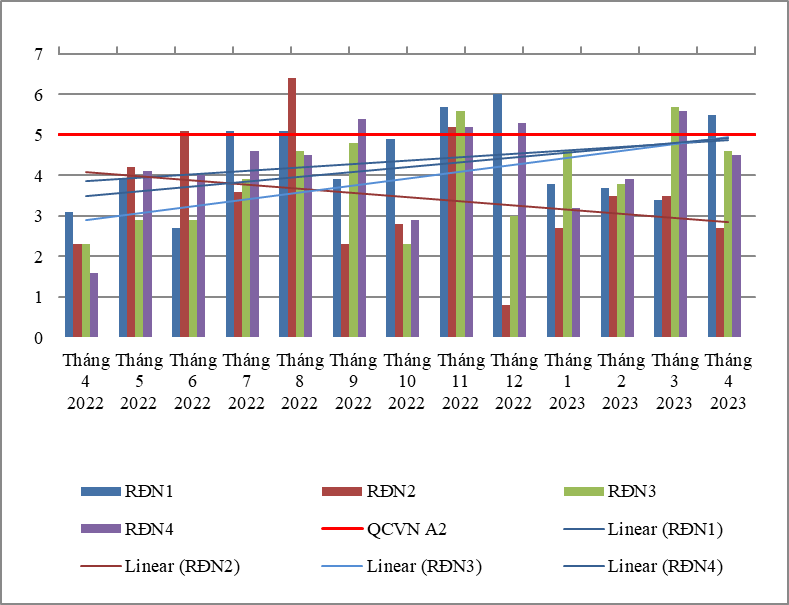 7
6
5
4
3
2
1
0
Tháng Tháng Tháng Tháng Tháng Tháng Tháng Tháng Tháng Tháng Tháng Tháng Tháng
4 5 6 7 8 9 10 11 12 1 2 3 4
2022 2022 2022 2022 2022 2022 2022 2022 2022 2023 2023 2023 2023
RĐN1 RĐN2 RĐN3
RĐN4 QCVN A2 Linear (RĐN1)
Linear (RĐN2) Linear (RĐN3) Linear (RĐN4)